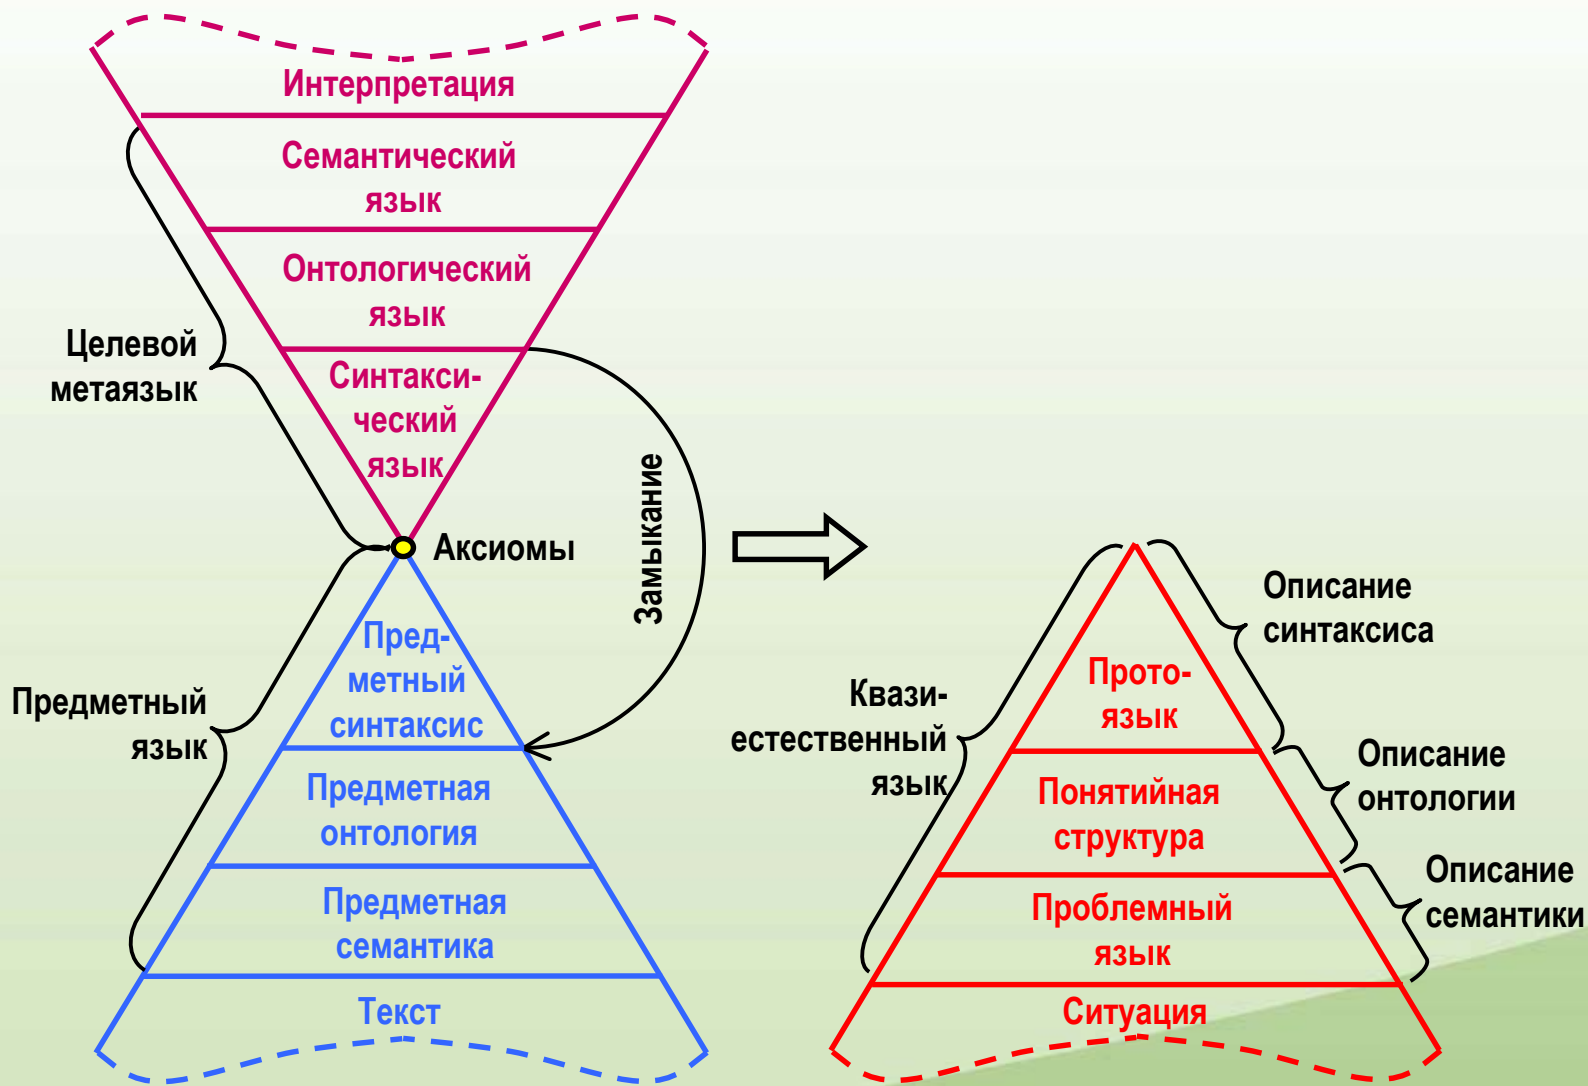 Интерпретация
Семантический
язык
Онтологический
язык
Целевой
метаязык
Синтакси-
ческий
язык
Замыкание
Аксиомы
Пред-
метный
синтаксис
Предметный
язык
Предметная
онтология
Предметная
семантика
Текст
Описание
синтаксиса
Прото-
язык
Квази-
естественный
язык
Описание
онтологии
Понятийная
структура
Описание
семантики
Проблемный
язык
Ситуация